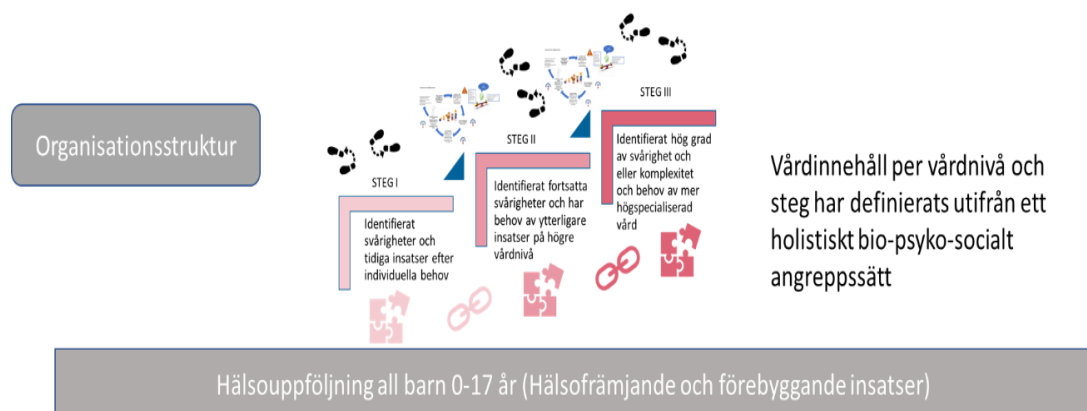 Organisationsstruktur
STEG I
Identifierat
svårigheter och
tidiga insatser efter
individuella behov
STEG II
Identifierat fortsatta
svårigheter och har
behov av ytterligare
insatser på högre
vårdnivå
STEG III
Identifierat hög grad
av svårighet och
eller komplexitet
och behov av mer
högspecialiserad
vård
Vårdinnehåll per vårdnivå och
steg har definierats utifrån ett
holistiskt bio-psyko-socialt
angreppssätt
Hälsouppföljning all barn 0-17 år (Hälsofrämjande och förebyggande insatser)